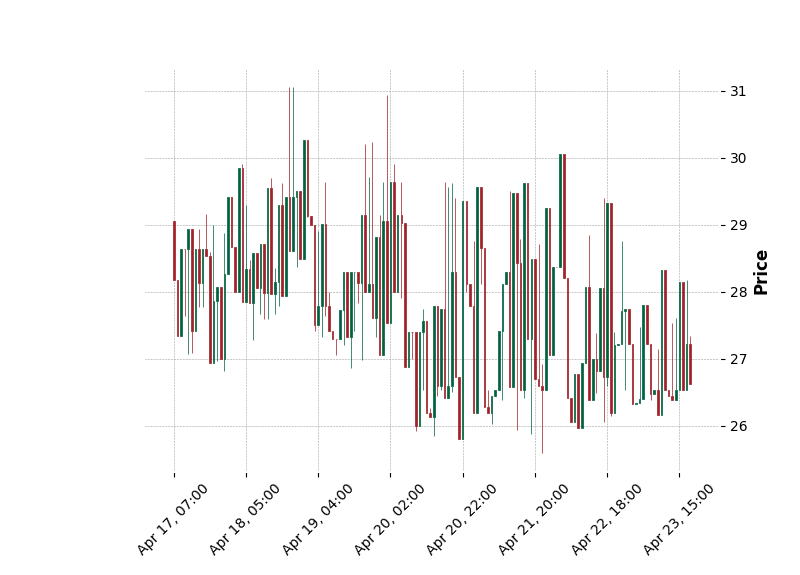 31
30
29
28
27
26
Price
Apr 17, 07:00
Apr 18, 05:00
Apr 19, 04:00
Apr 20, 02:00
Apr 20, 22:00
Apr 21, 20:00
Apr 22, 18:00
Apr 23, 15:00